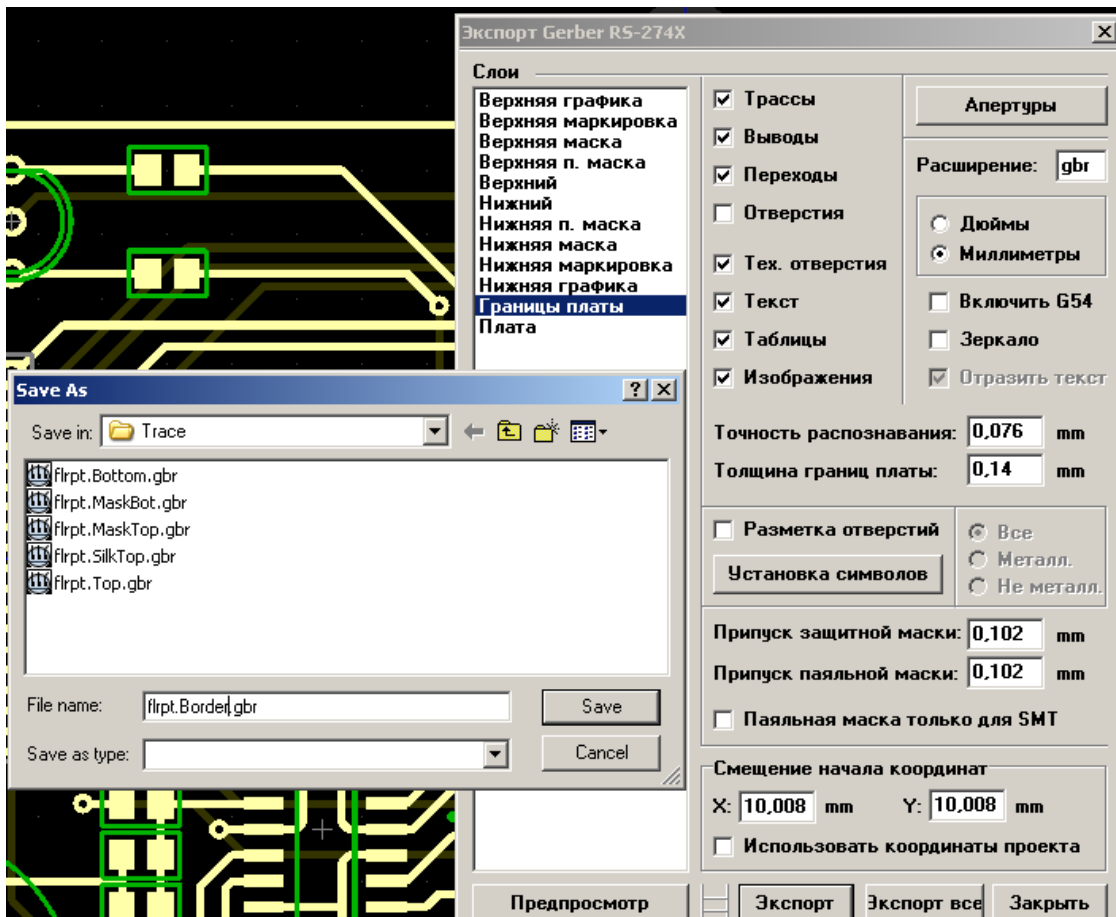 Экспорт Gerber RS-274X
Слои
Верхняя графика
Верхняя маркировка
Верхняя маска
Верхняя п. маска
Верхний
Нижний
Нижняя п. маска
Нижняя маска
Нижняя маркировка
Нижняя графика
Границы платы
Плата
Трассы
Выводы
Переходы
Отверстия
Тех. отверстия
Текст
Таблицы
Изображения
Апертуры
Расширение: gbr
Дюймы
Миллиметры
Включить G54
Зеркало
Отразить текст
Точность распознавания: 0,076 mm
Толщина границ платы: 0,14 mm
Разметка отверстий
Установка символов
Все
Металл.
Не металл.
Припуск защитной маски: 0,102 mm
Припуск паяльной маски: 0,102 mm
Паяльная маска только для SMT
Смещение начала координат
X: 10,008 mm Y: 10,008 mm
Использовать координаты проекта
Предпросмотр
Экспорт
Экспорт все
Закрыть
Save As
Save in: Trace
flrpt.Bottom.gbr
flrpt.MaskBot.gbr
flrpt.MaskTop.gbr
flrpt.SilkTop.gbr
flrpt.Top.gbr
File name: flrpt.Border.gbr
Save
Save as type:
Cancel